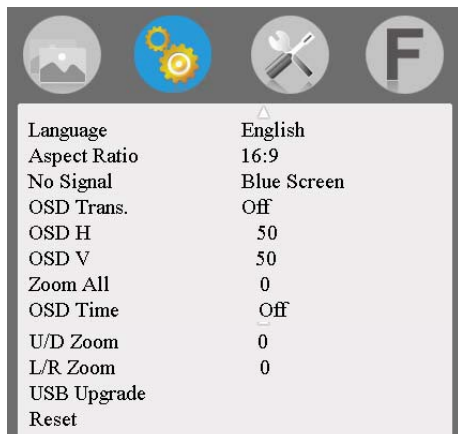 F
Language English
Aspect Ratio 16:9
No Signal Blue Screen
OSD Trans. Off
OSD H 50
OSD V 50
Zoom All 0
OSD Time Off
U/D Zoom 0
L/R Zoom 0
USB Upgrade
Reset